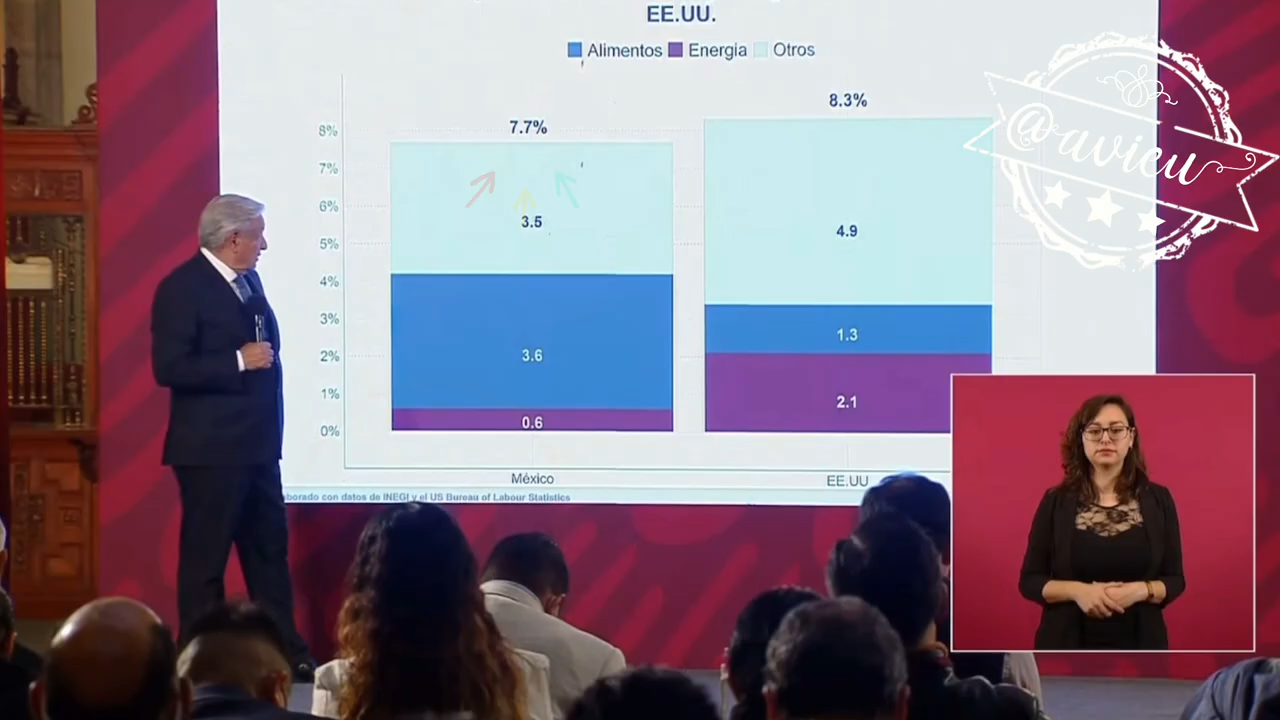 EE.UU.
Alimentos Energia Otros
8.3%
7.7%
8%
7%
6%
5%
4%
3%
2%
1%
0%
3.5
4.9
3.6
1.3
0.6
2.1
México
EE.UU
borado con datos de INEGI y el US Bureau of Labour Statistics
@avicu